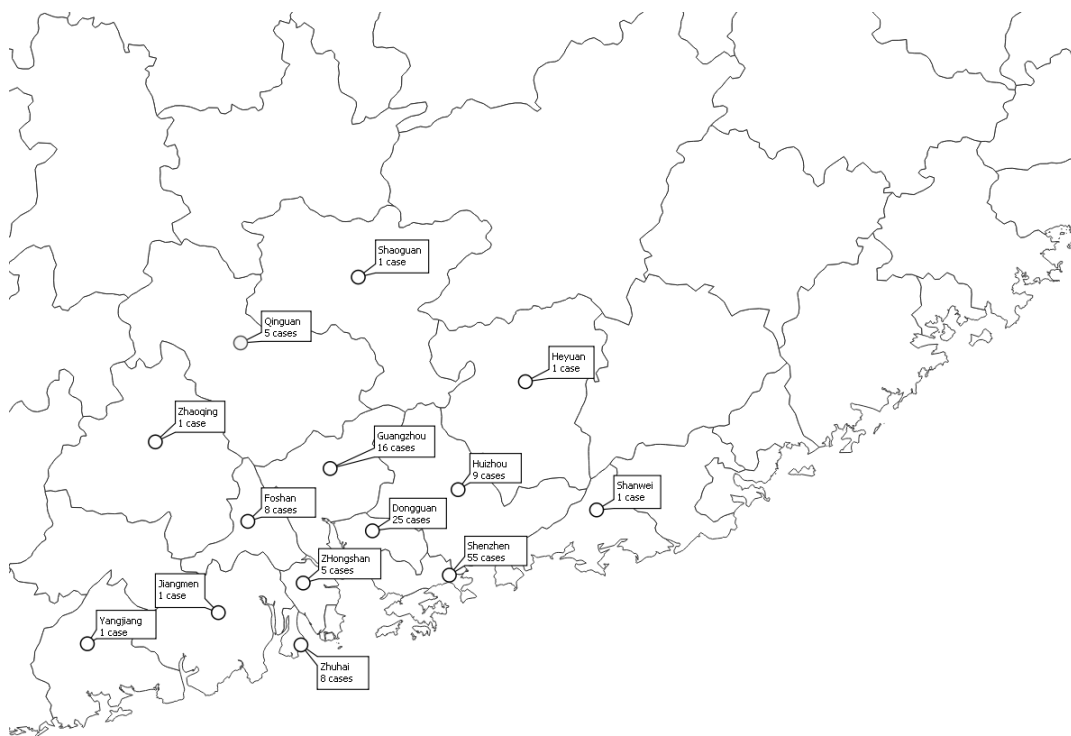 Shaoguan
1 case
Qinguan
5 cases
Heyuan
1 case
Zhaoqing
1 case
Guangzhou
16 cases
Huizhou
9 cases
Shanwei
1 case
Foshan
8 cases
Dongguan
25 cases
Shenzhen
55 cases
ZHongshan
5 cases
Jiangmen
1 case
Yangjiang
1 case
Zhuhai
8 cases